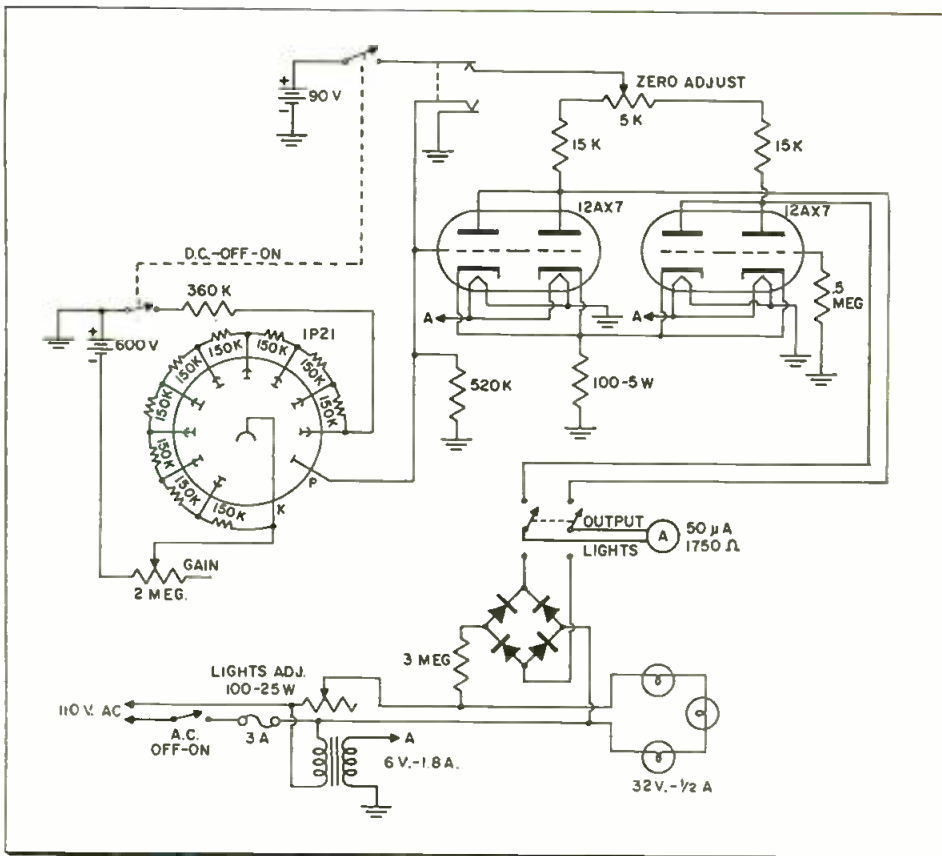 +
90 V
-
ZERO ADJUST
5 K
15 K
15 K
12AX7
12AX7
D.C.-OFF-ON
360 K
A
A
.5
MEG
+
600 V
-
1P21
150K
150K
150K
150K
150K
150K
150K
150K
150K
520 K
100-5 W
P
K
GAIN
2 MEG.
OUTPUT
LIGHTS
A
50 µA
1750 Ω
3 MEG
LIGHTS ADJ.
100-25 W
110 V. AC
A.C.
OFF-ON
3 A
A
6 V.-1.8A.
32 V.-½ A